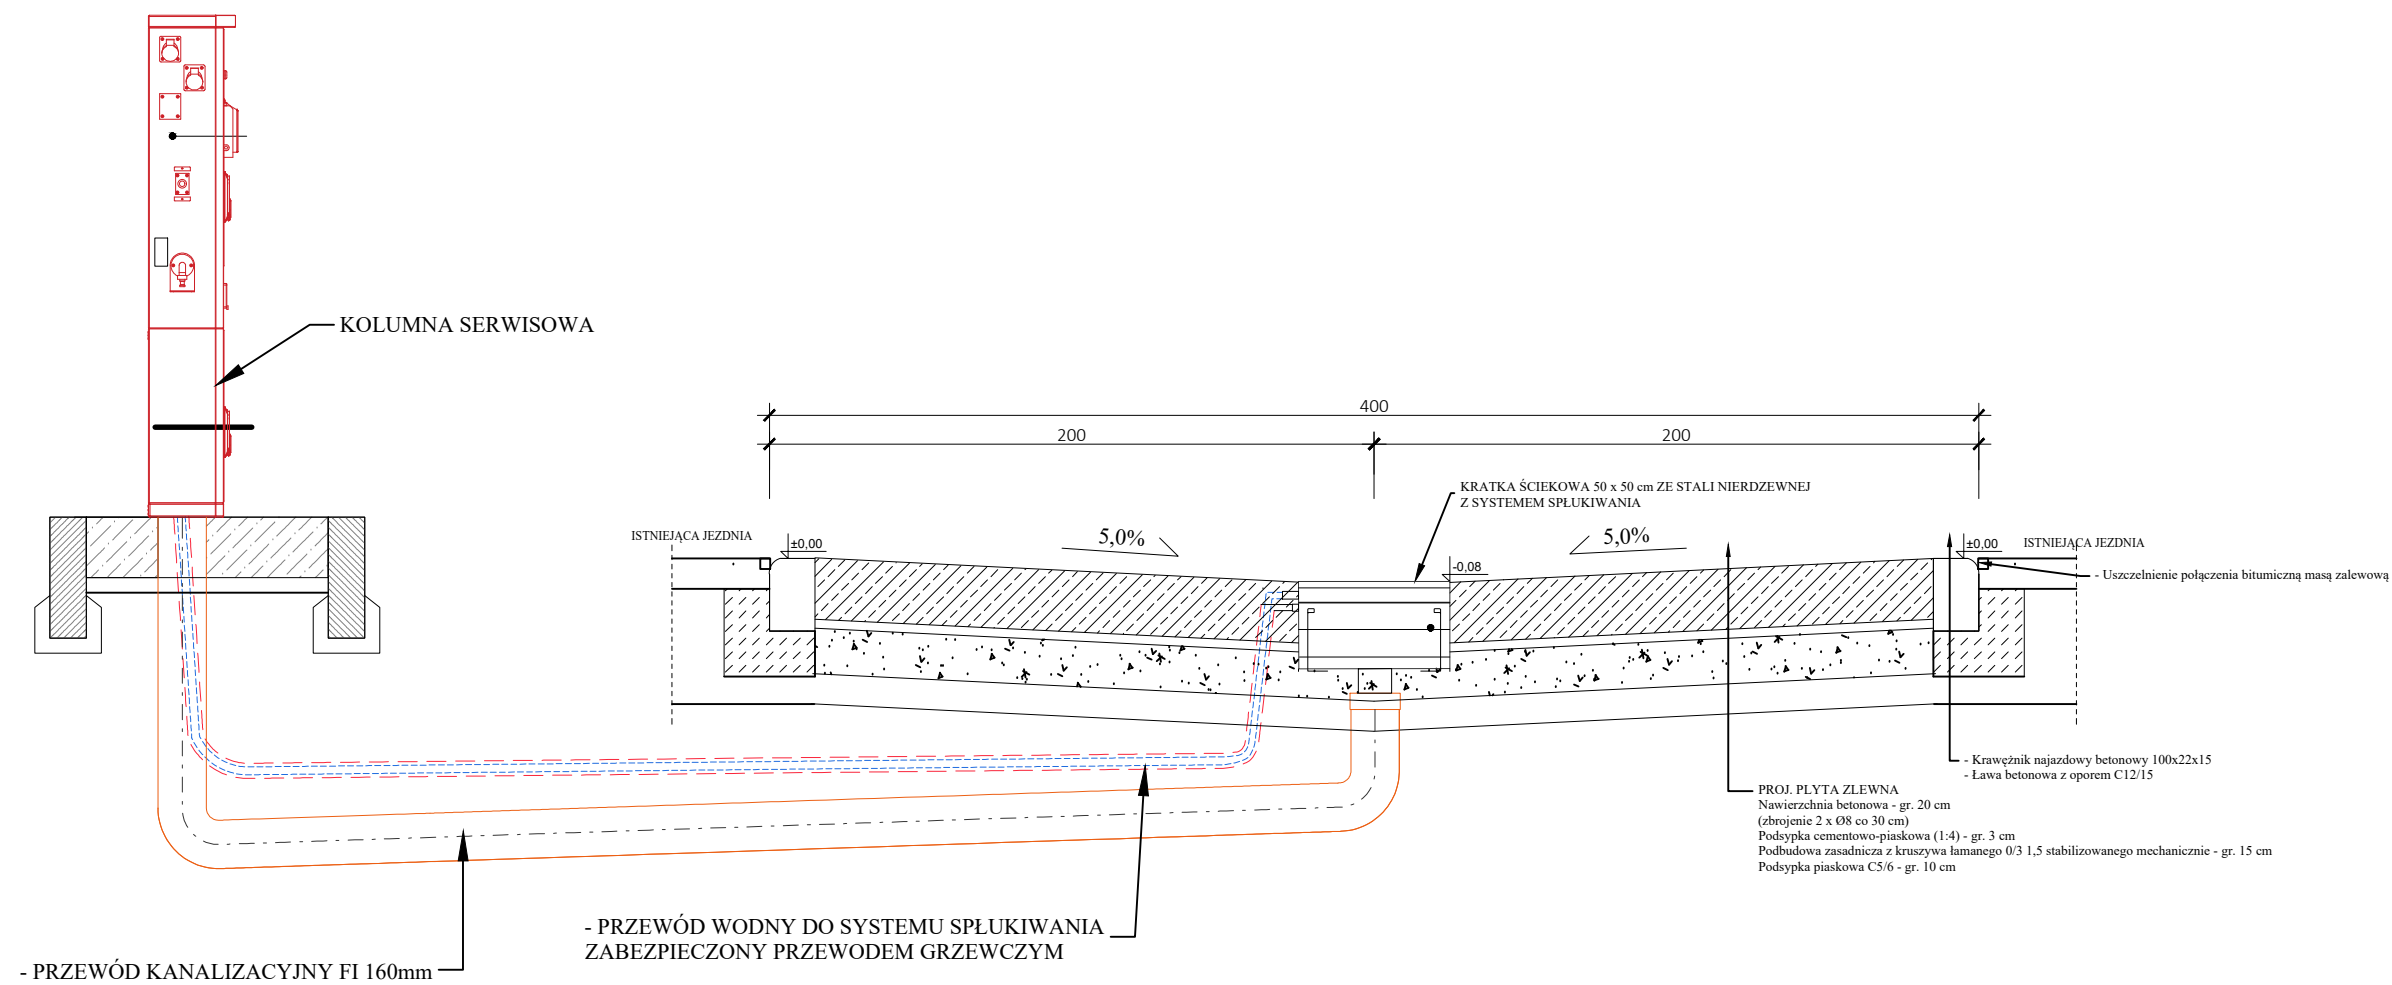 KOLUMNA SERWISOWA
400
200
200
KRATKA ŚCIEKOWA 50 x 50 cm ZE STALI NIERDZEWNEJ
Z SYSTEMEM SPŁUKIWANIA
ISTNIEJĄCA JEZDNIA
±0,00
5,0%
5,0%
-0,08
±0,00
ISTNIEJĄCA JEZDNIA
- Uszczelnienie połączenia bitumiczną masą zalewową
- Krawężnik najazdowy betonowy 100x22x15
- Ława betonowa z oporem C12/15
PROJ. PLYTA ZLEWNA
Nawierzchnia betonowa - gr. 20 cm
(zbrojenie 2 x Ø8 co 30 cm)
Podsypka cementowo-piaskowa (1:4) - gr. 3 cm
Podbudowa zasadnicza z kruszywa łamanego 0/3 1,5 stabilizowanego mechanicznie - gr. 15 cm
Podsypka piaskowa C5/6 - gr. 10 cm
- PRZEWÓD WODNY DO SYSTEMU SPŁUKIWANIA
ZABEZPIECZONY PRZEWODEM GRZEWCZYM
- PRZEWÓD KANALIZACYJNY FI 160mm